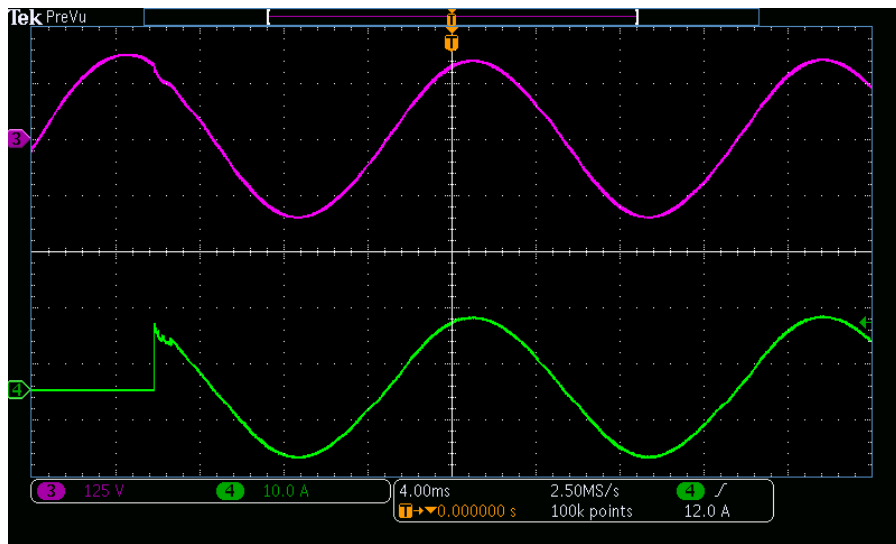 Tek PreVu
T
T
3
4
3 125 V 4 10.0 A
4.00ms 2.50MS/s 4
T→▼0.000000 s 100k points 12.0 A